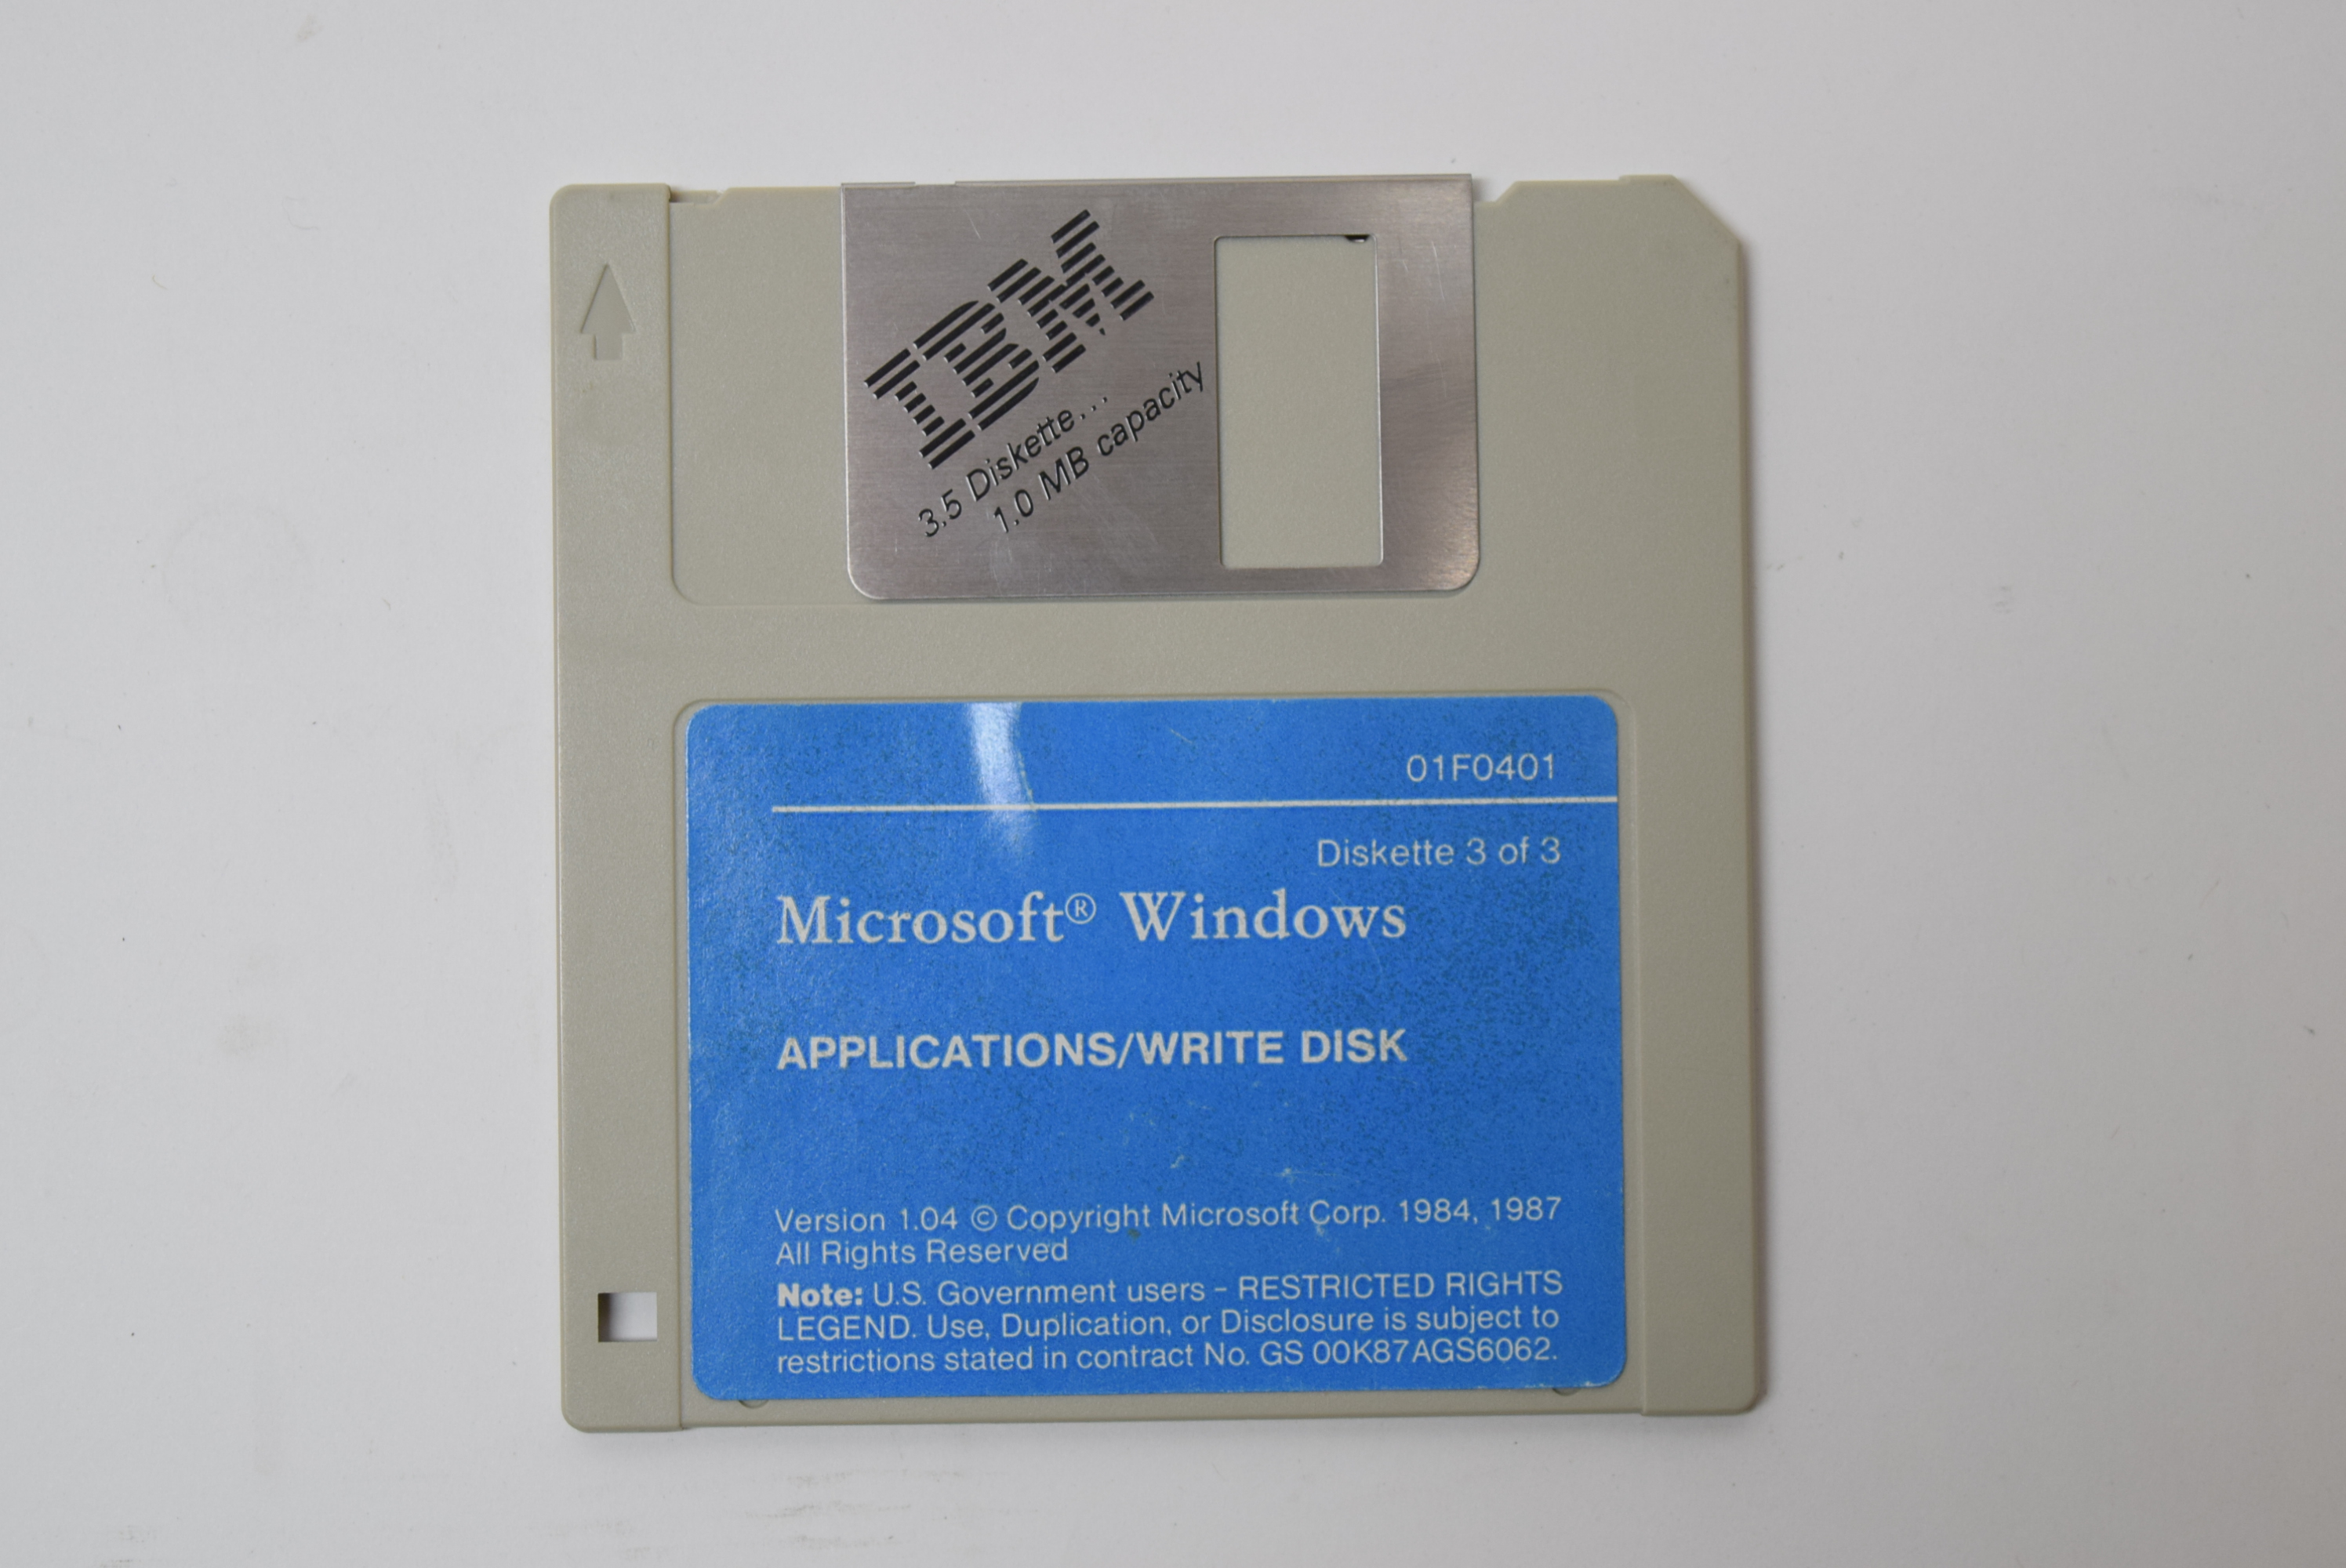 IBM
3.5 Diskette...
1.0 MB capacity
01F0401
Diskette 3 of 3
Microsoft® Windows
APPLICATIONS/WRITE DISK
Version 1.04 © Copyright Microsoft Corp. 1984, 1987
All Rights Reserved
Note: U.S. Government users – RESTRICTED RIGHTS
LEGEND. Use, Duplication, or Disclosure is subject to
restrictions stated in contract No. GS 00K87AGS6062.